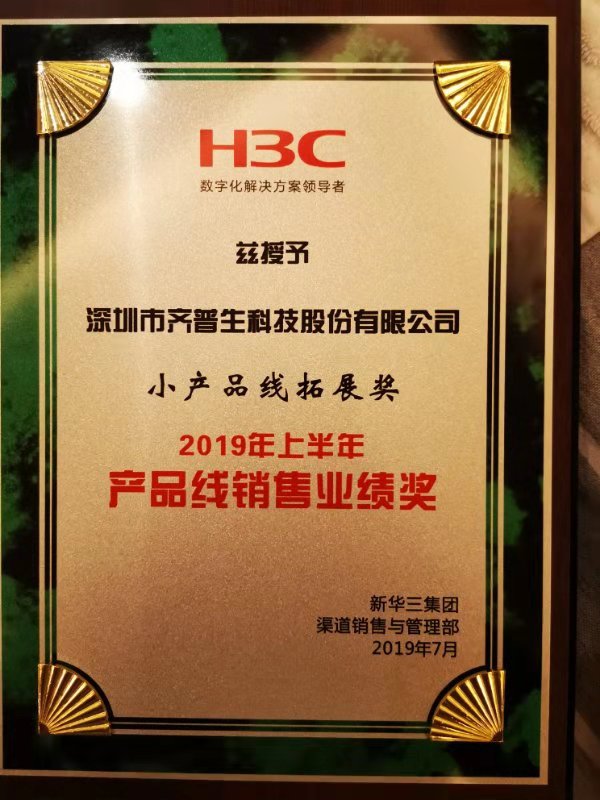 H3C
数字化解决方案领导者
兹授予
深圳市齐普生科技股份有限公司
小产品线拓展奖
2019年上半年
产品线销售业绩奖
新华三集团
渠道销售与管理部
2019年7月